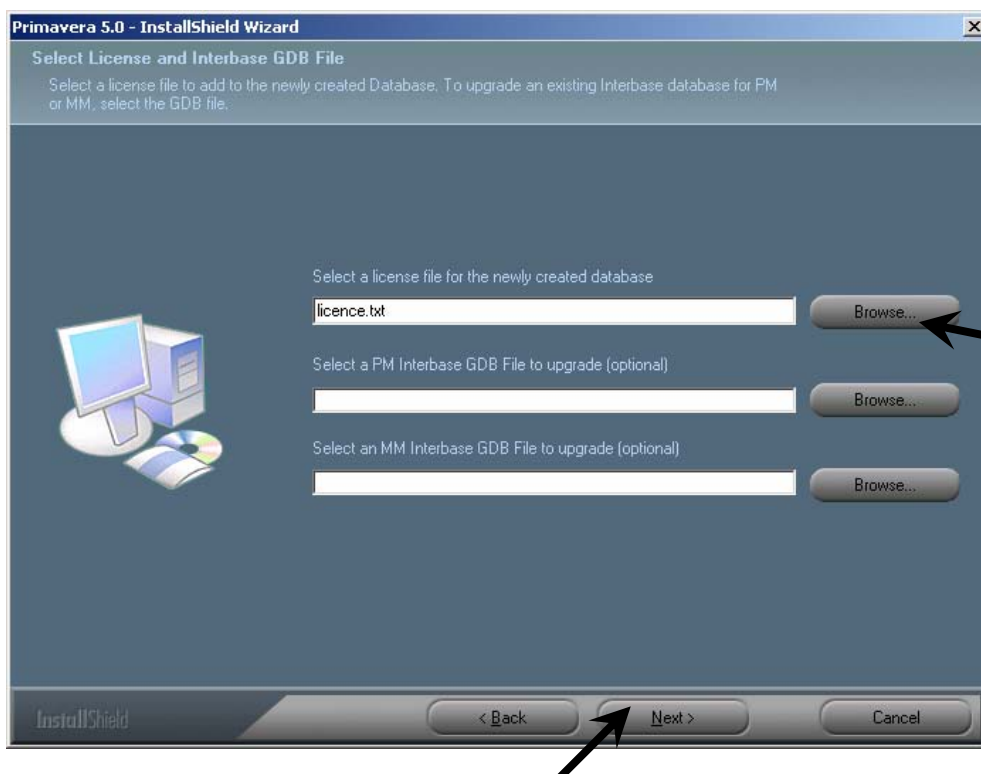 Primavera 5.0 - InstallShield Wizard
Select License and Interbase GDB File
Select a license file to add to the newly created Database. To upgrade an existing Interbase database for PM
or MM, select the GDB file.
Select a license file for the newly created database
licence.txt
Browse...
Select a PM Interbase GDB File to upgrade (optional)
Browse...
Select an MM Interbase GDB File to upgrade (optional)
Browse...
InstallShield
< Back
Next >
Cancel